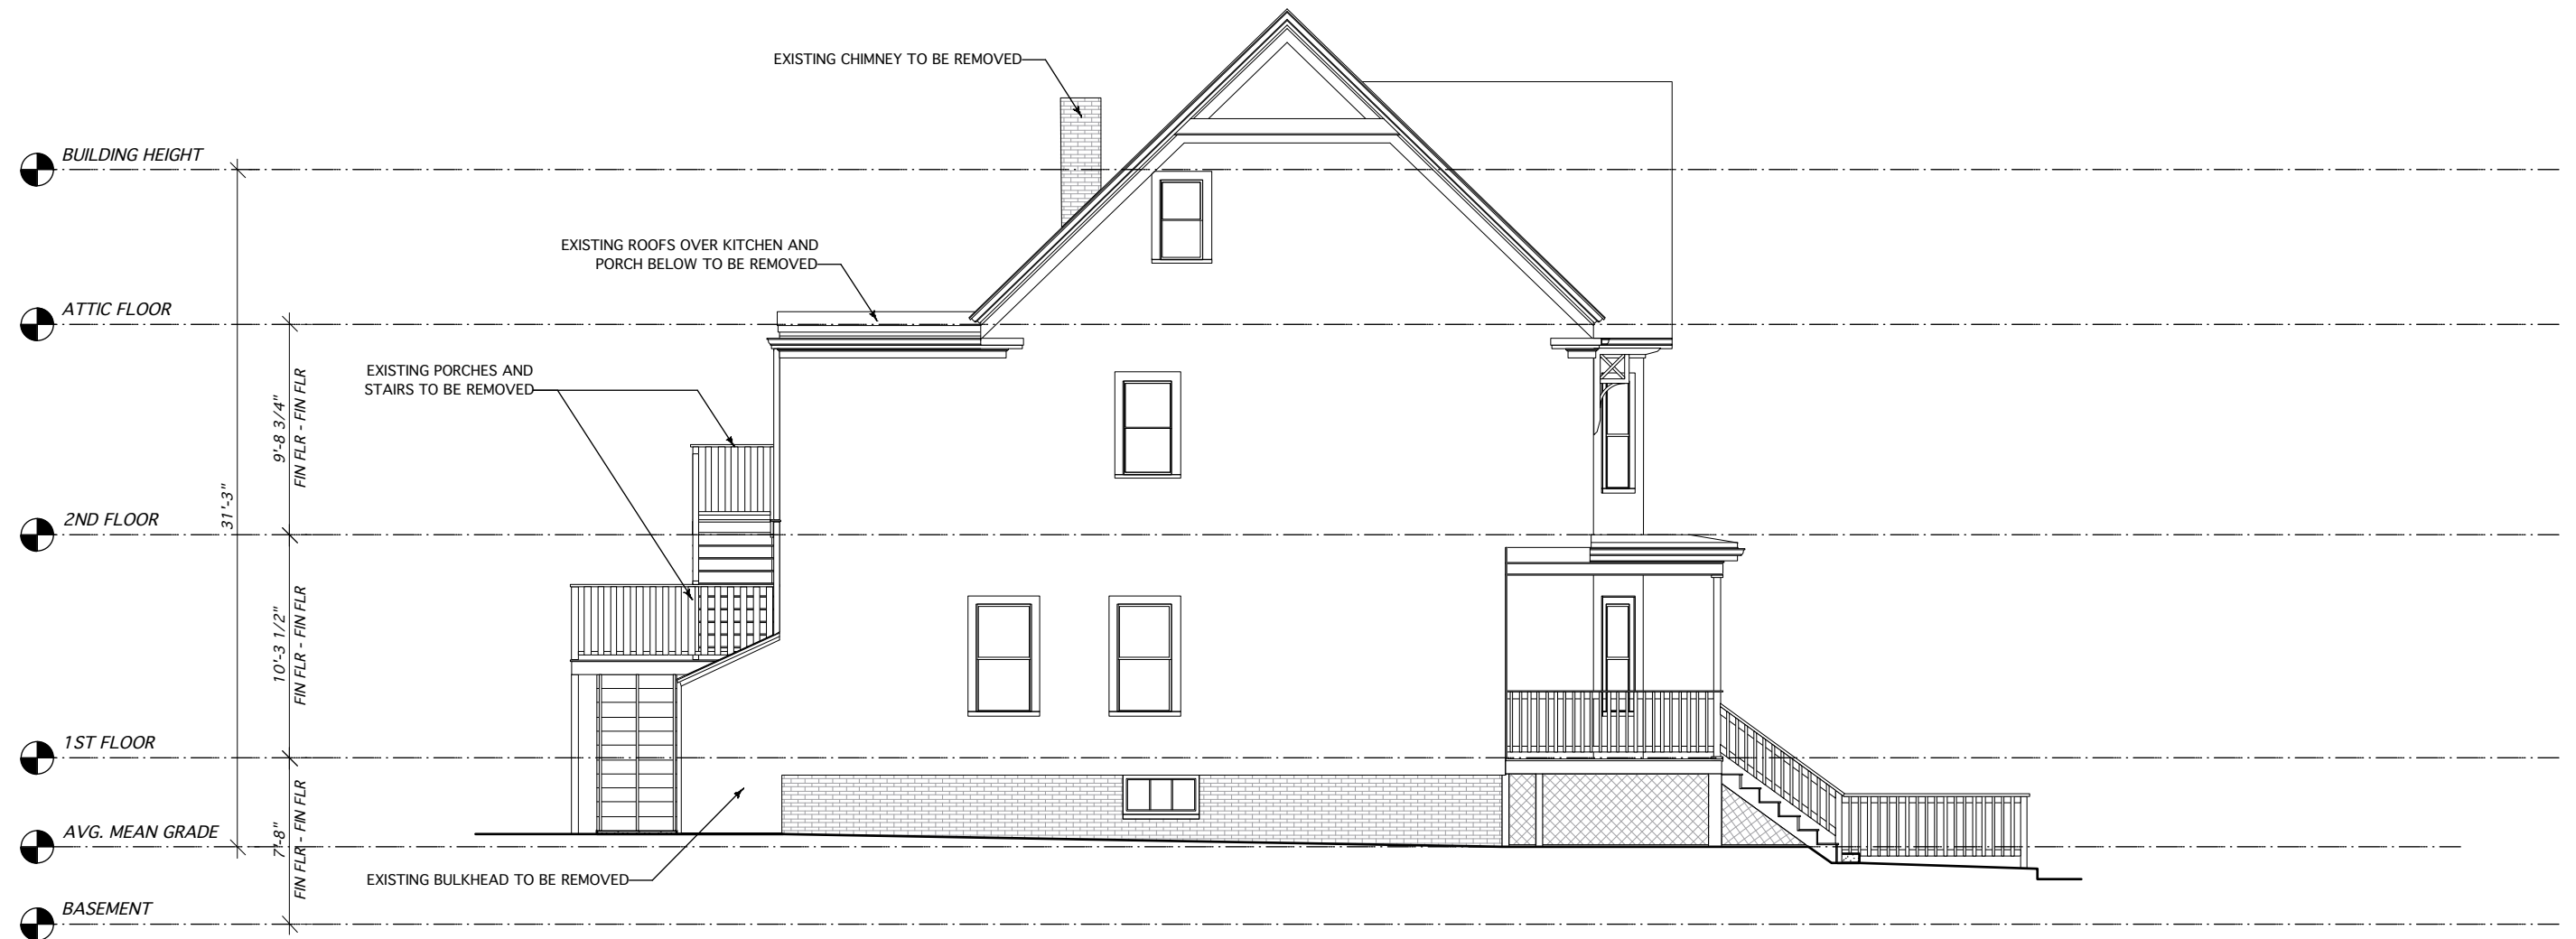 EXISTING CHIMNEY TO BE REMOVED
BUILDING HEIGHT
EXISTING ROOFS OVER KITCHEN AND
PORCH BELOW TO BE REMOVED
ATTIC FLOOR
EXISTING PORCHES AND
STAIRS TO BE REMOVED
9'-8 3/4"
FIN FLR - FIN FLR
31'-3"
2ND FLOOR
10'-3 1/2"
FIN FLR - FIN FLR
1ST FLOOR
7'-8"
FIN FLR - FIN FLR
AVG. MEAN GRADE
EXISTING BULKHEAD TO BE REMOVED
BASEMENT